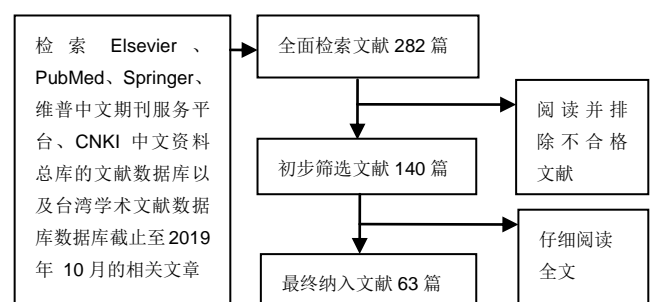 检索 Elsevier、
PubMed、Springer、
维普中文期刊服务平
台、CNKI 中文资料
总库的文献数据库以
及台湾学术文献数据
库数据库截止至2019
年 10 月的相关文章
全面检索文献 282 篇
阅读并排
除不合格
文献
初步筛选文献 140 篇
仔细阅读
全文
最终纳入文献 63 篇